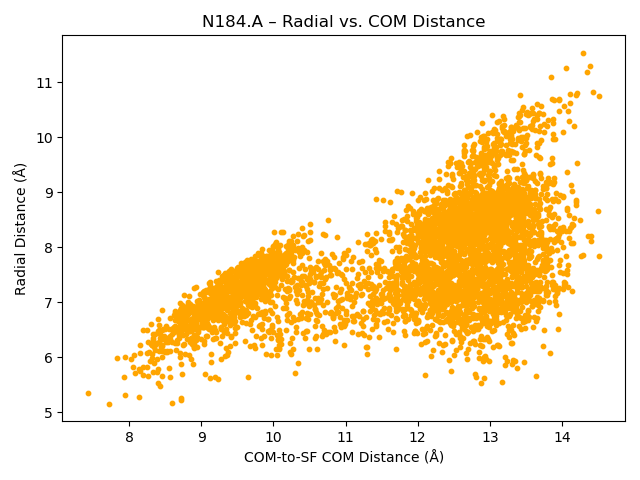 N184.A – Radial vs. COM Distance
Radial Distance (Å)
11
10
9
8
7
6
5
8 9 10 11 12 13 14
COM-to-SF COM Distance (Å)